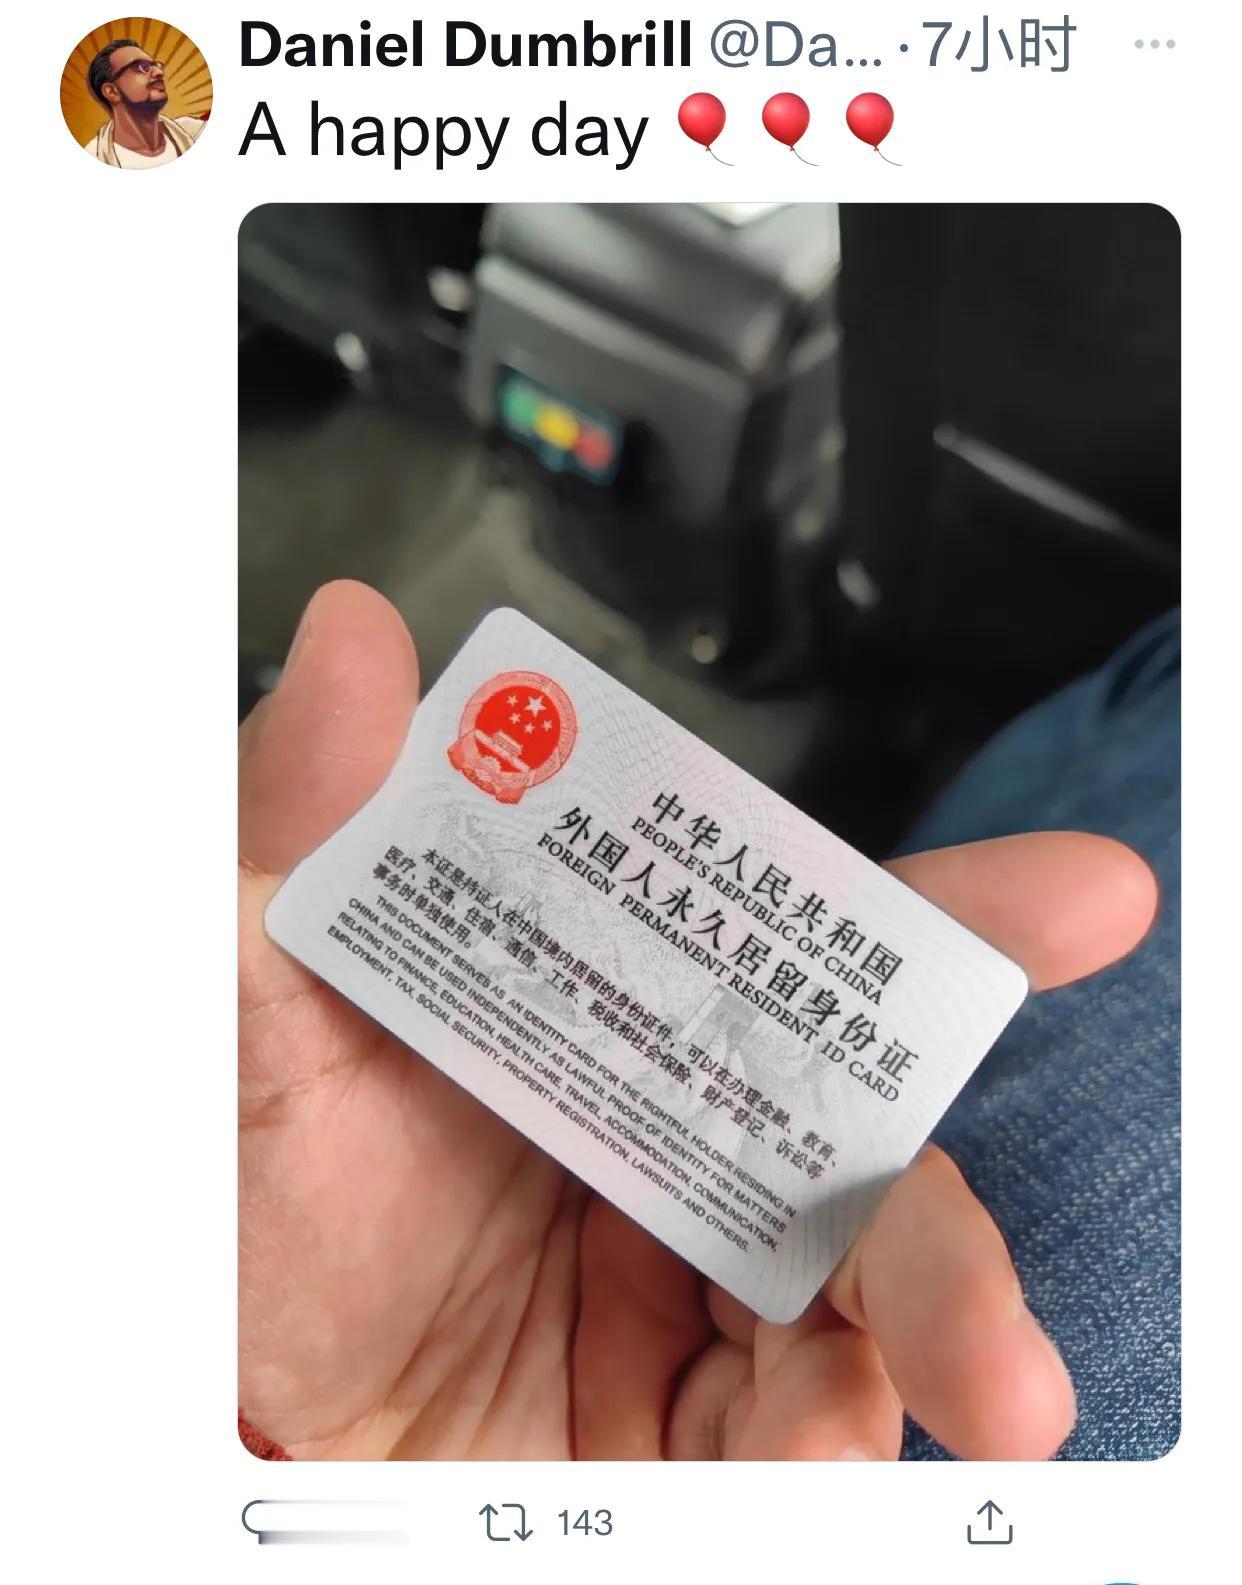 Daniel Dumbrill @Da... · 7小时
A happy day 🎈🎈🎈
中华人民共和国
PEOPLE'S REPUBLIC OF CHINA
外国人永久居留身份证
FOREIGN PERMANENT RESIDENT ID CARD
本证是持证人在中国境内居留的身份证件，可以在办理金融、教育、
医疗、交通、住宿、通信、工作、税收和社会保险、财产登记、诉讼等
事务时单独使用。
THIS DOCUMENT SERVES AS AN IDENTITY CARD FOR THE RIGHTFUL HOLDER RESIDING IN
CHINA AND CAN BE USED INDEPENDENTLY AS LAWFUL PROOF OF IDENTITY FOR MATTERS
RELATING TO FINANCE, EDUCATION, HEALTH CARE, TRAVEL, ACCOMMODATION, COMMUNICATION,
EMPLOYMENT, TAX, SOCIAL SECURITY, PROPERTY REGISTRATION, LAWSUITS AND OTHERS.
143